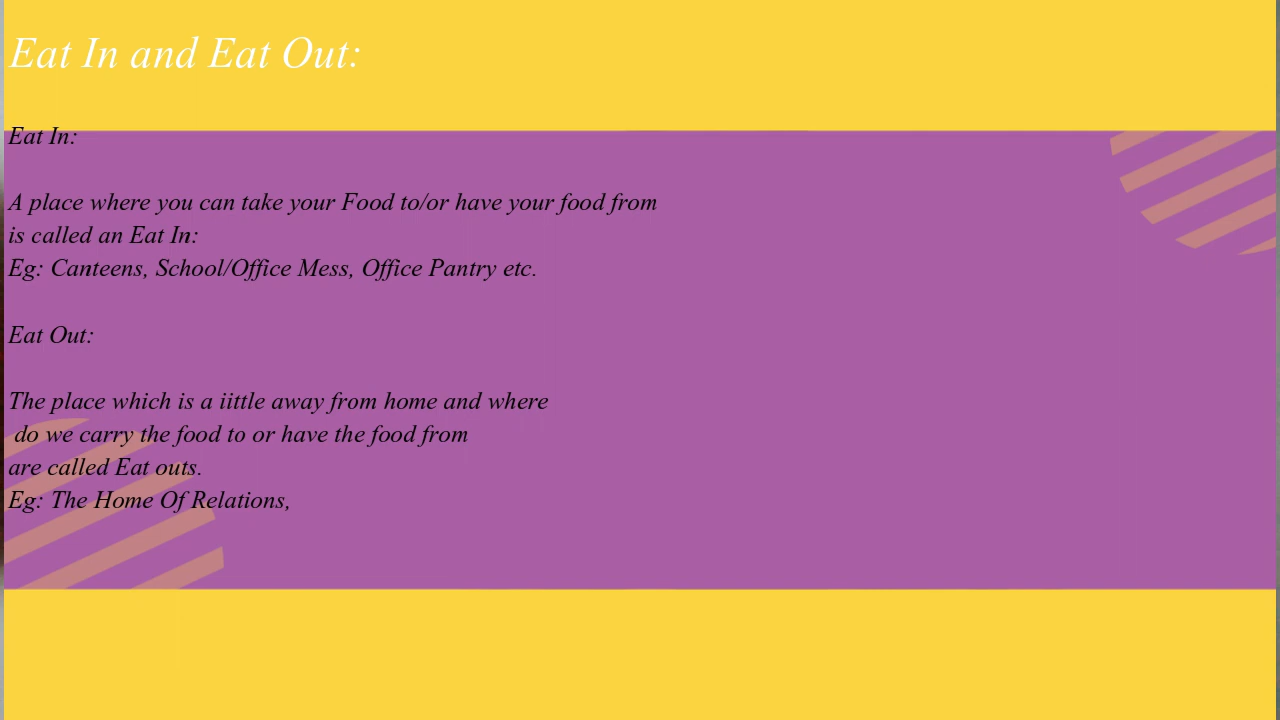 Eat In and Eat Out:
Eat In:
A place where you can take your Food to/or have your food from
is called an Eat In:
Eg: Canteens, School/Office Mess, Office Pantry etc.
Eat Out:
The place which is a iittle away from home and where
do we carry the food to or have the food from
are called Eat outs.
Eg: The Home Of Relations,